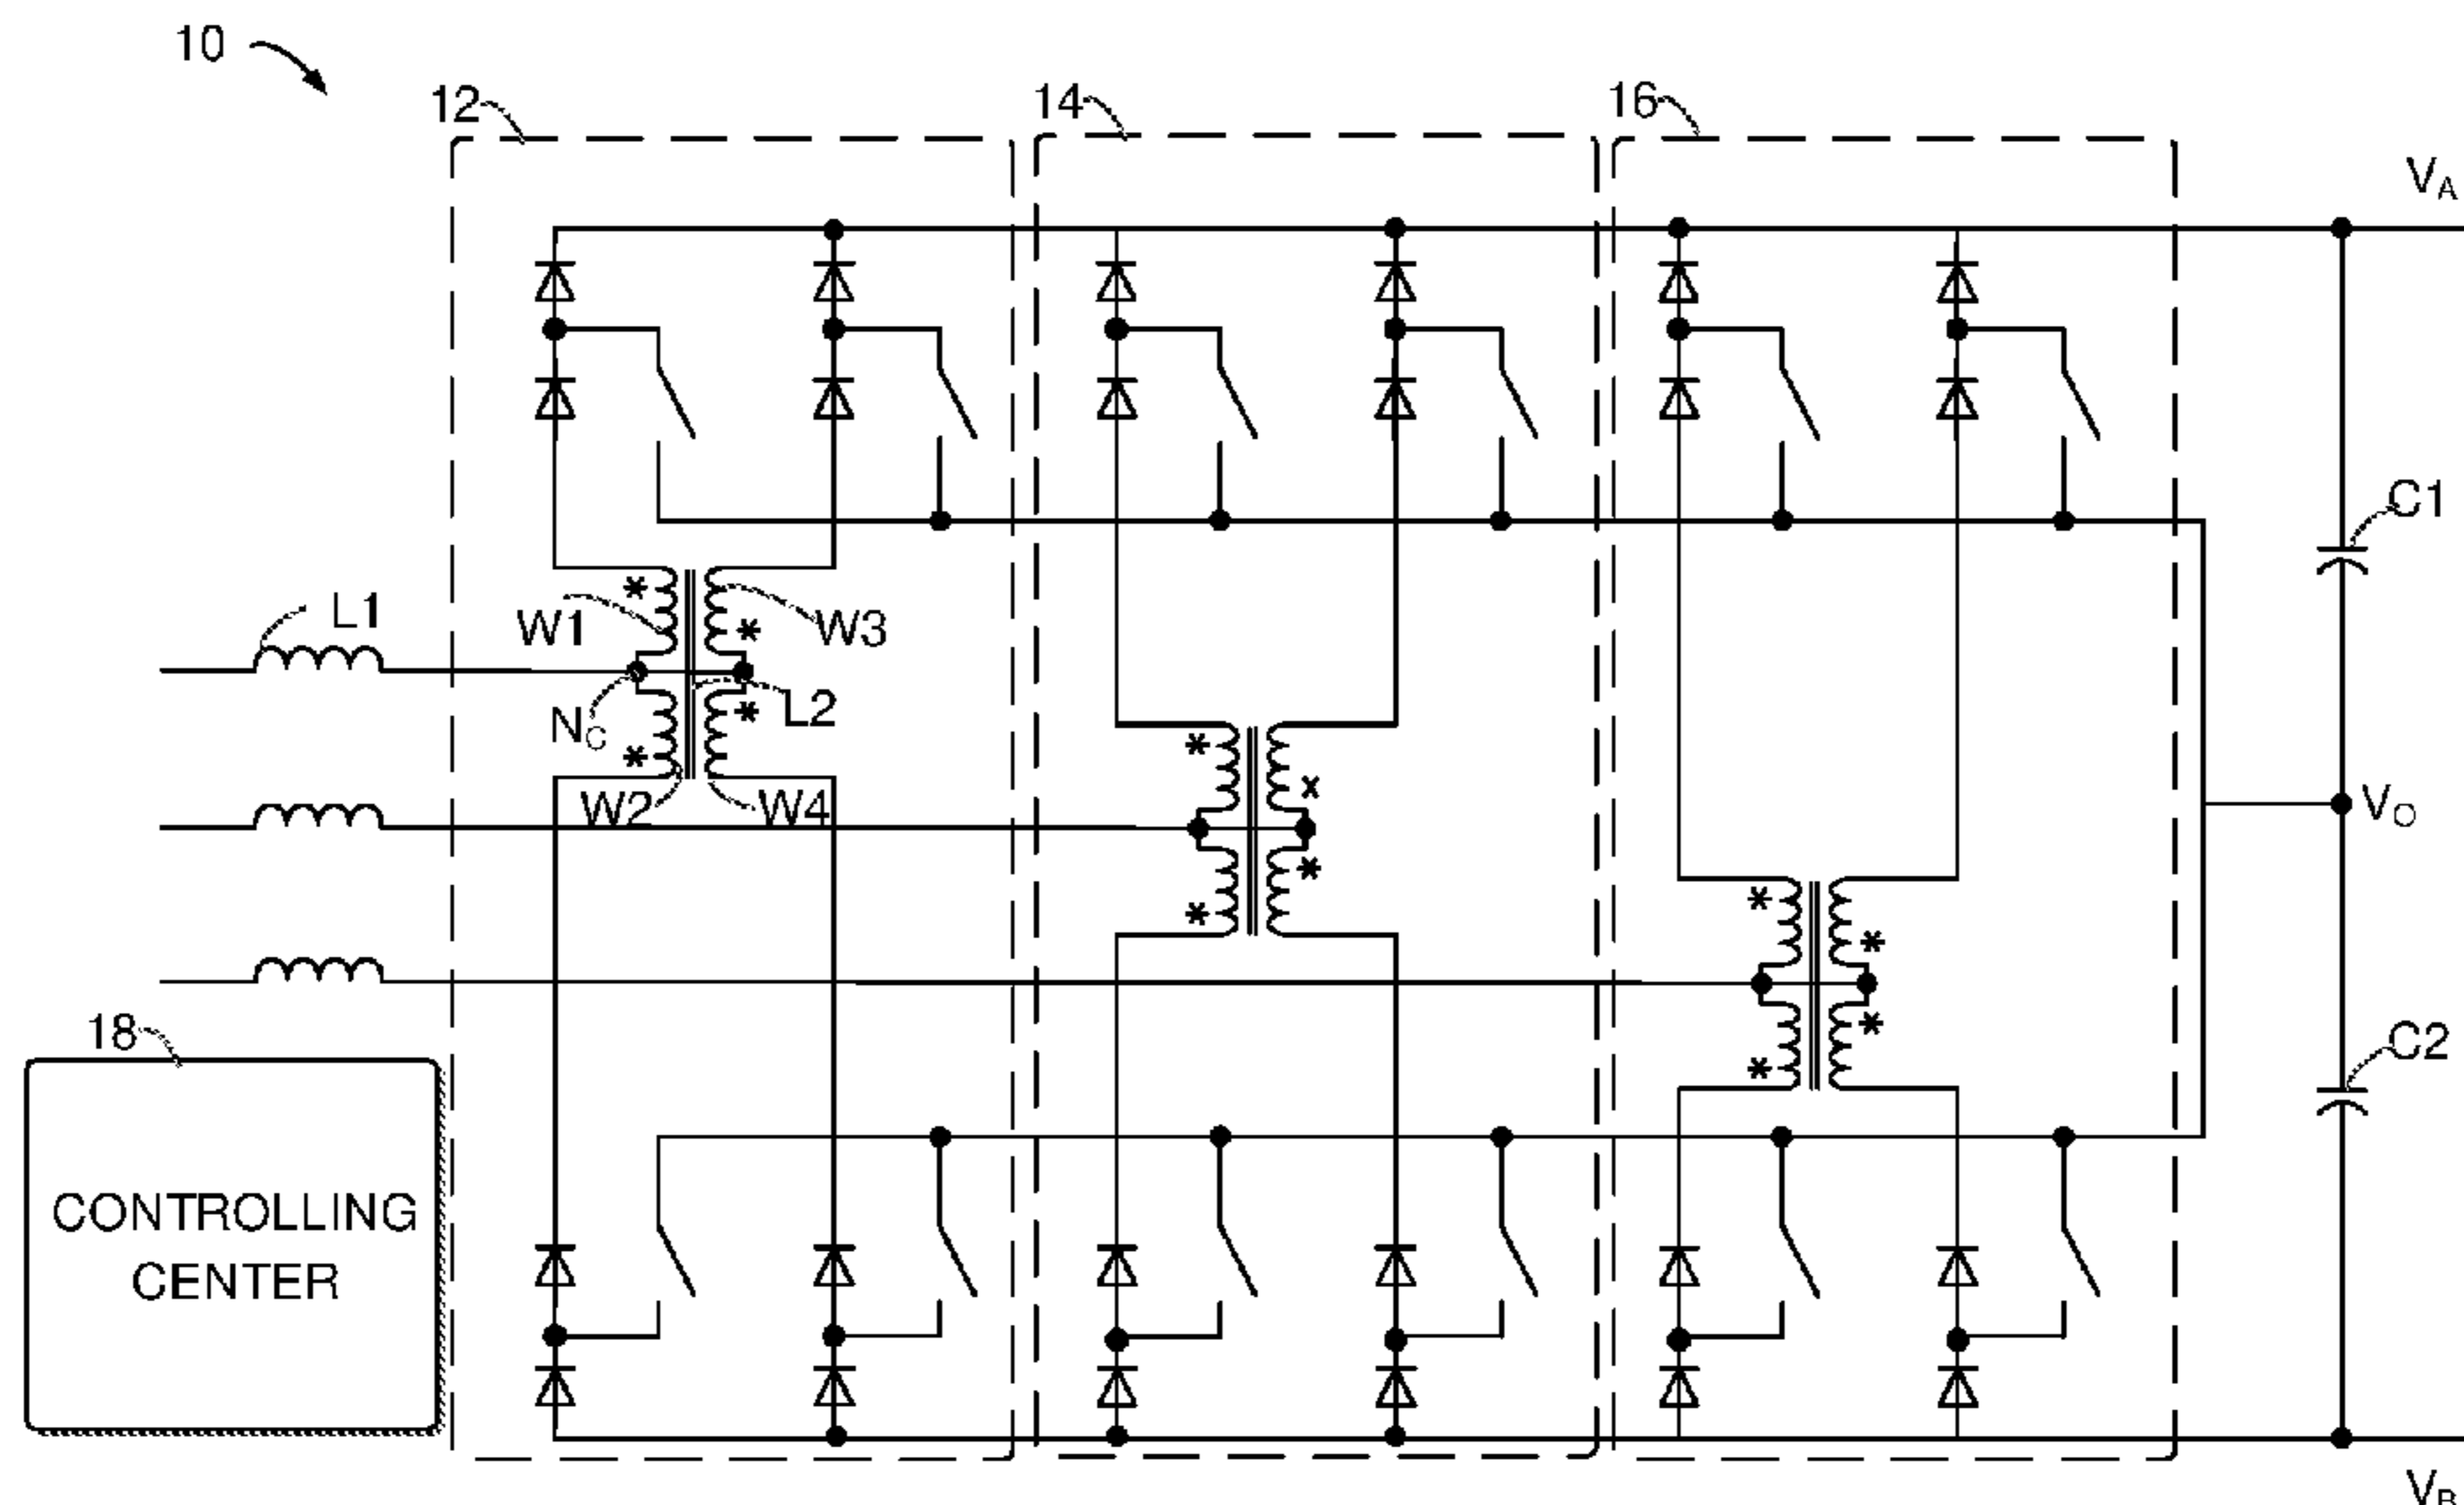 10
12
14
16
VA
C1
L1
W1
W3
NC
L2
W2
W4
VO
18
C2
CONTROLLING
CENTER
VB